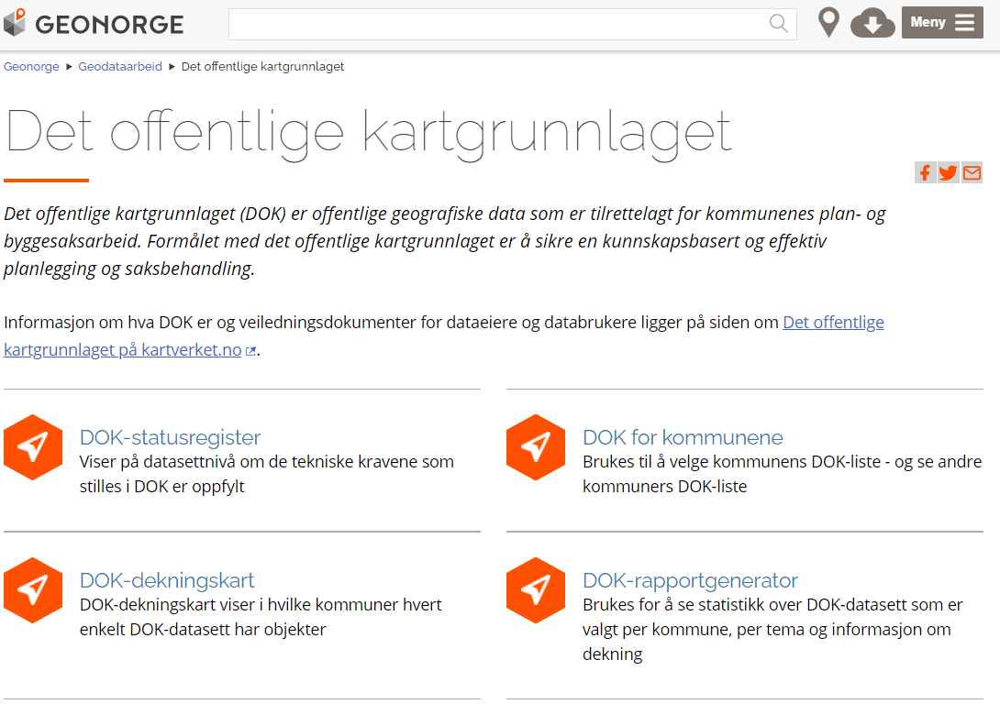 GEONORGE
Meny
Geonorge ▸ Geodataarbeid ▸ Det offentlige kartgrunnlaget
Det offentlige kartgrunnlaget
Det offentlige kartgrunnlaget (DOK) er offentlige geografiske data som er tilrettelagt for kommunenes plan- og
byggesaksarbeid. Formålet med det offentlige kartgrunnlaget er å sikre en kunnskapsbasert og effektiv
planlegging og saksbehandling.
Informasjon om hva DOK er og veiledningsdokumenter for dataeiere og databrukere ligger på siden om Det offentlige
kartgrunnlaget på kartverket.no.
DOK-statusregister
Viser på datasettnivå om de tekniske kravene som
stilles i DOK er oppfylt
DOK for kommunene
Brukes til å velge kommunens DOK-liste - og se andre
kommuners DOK-liste
DOK-dekningskart
DOK-dekningskart viser i hvilke kommuner hvert
enkelt DOK-datasett har objekter
DOK-rapportgenerator
Brukes for å se statistikk over DOK-datasett som er
valgt per kommune, per tema og informasjon om
dekning